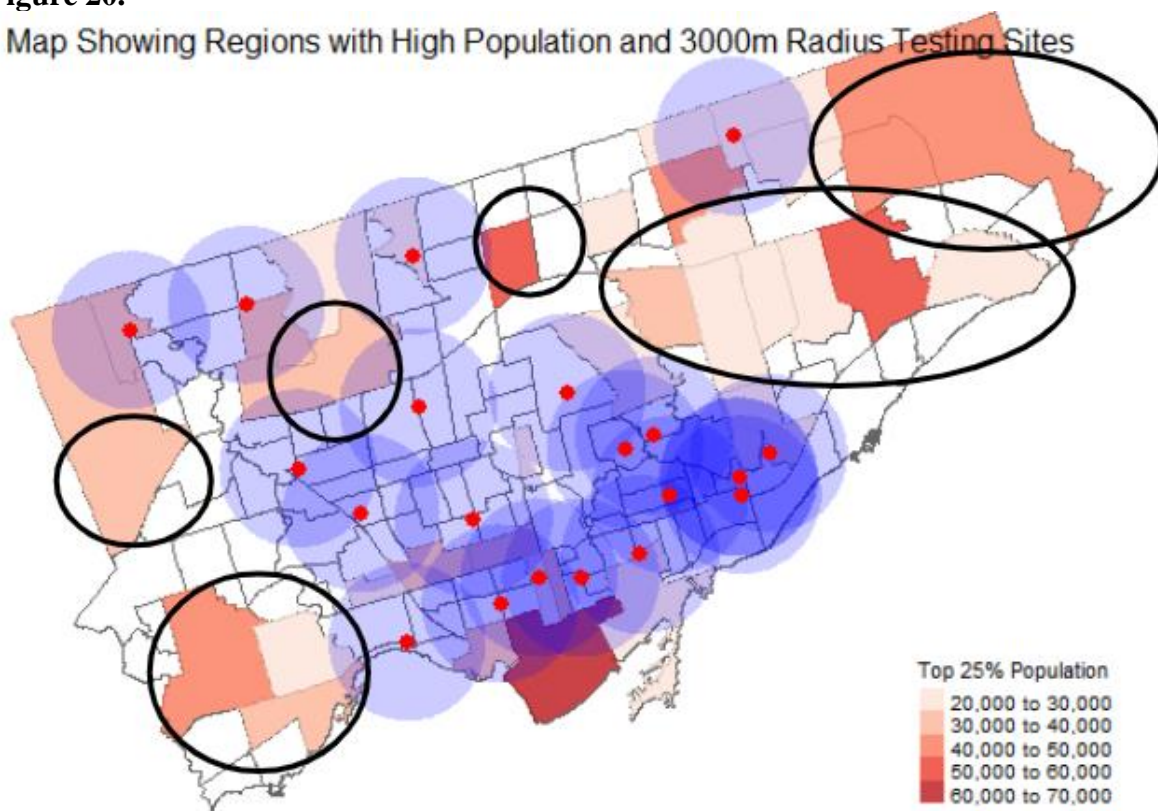 igure 20.
Map Showing Regions with High Population and 3000m Radius Testing Sites
Top 25% Population
20,000 to 30,000
30,000 to 40,000
40,000 to 50,000
50,000 to 60,000
60,000 to 70,000